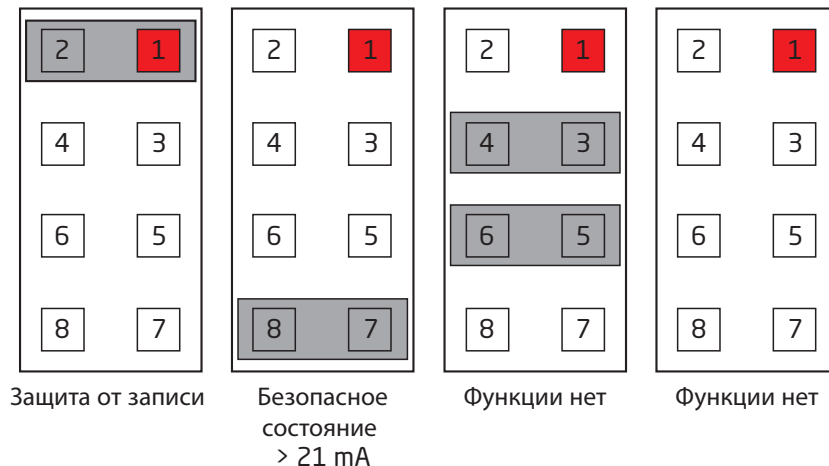 2 1 2 1 2 1 2 1
4 3 4 3 4 3 4 3
6 5 6 5 6 5 6 5
8 7 8 7 8 7 8 7
Защита от записи
Безопасное
состояние
> 21 mA
Функции нет
Функции нет